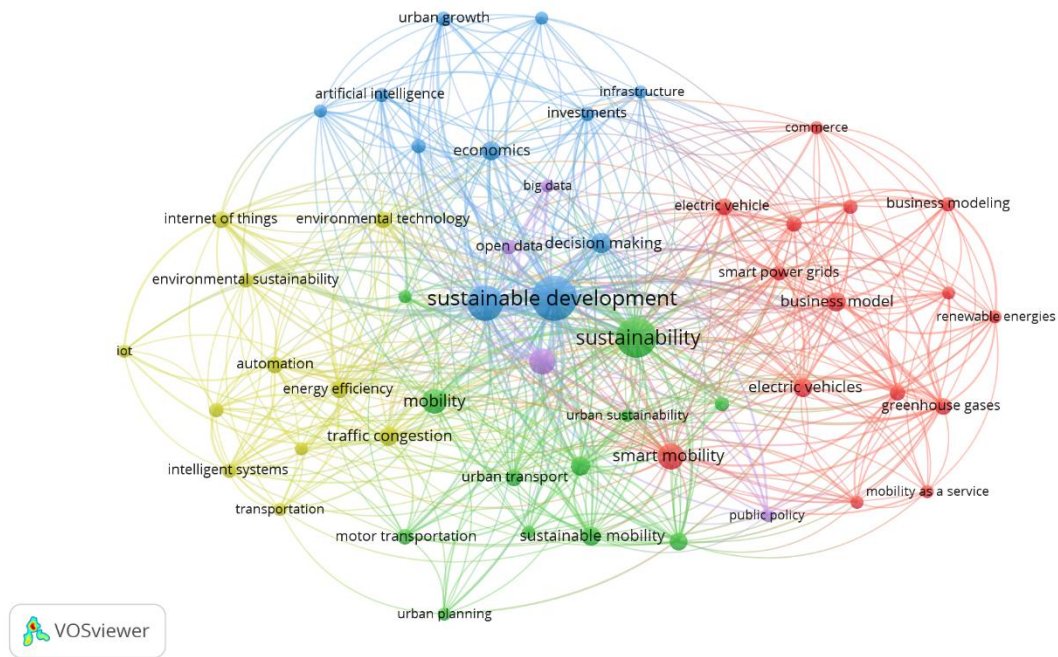 urban growth
artificial intelligence
infrastructure
investments
commerce
economics
big data
internet of things
environmental technology
electric vehicle
business modeling
open data
decision making
environmental sustainability
smart power grids
sustainable development
business model
renewable energies
sustainability
iot
automation
energy efficiency
mobility
electric vehicles
greenhouse gases
urban sustainability
traffic congestion
smart mobility
intelligent systems
urban transport
mobility as a service
transportation
public policy
motor transportation
sustainable mobility
urban planning
VOSviewer